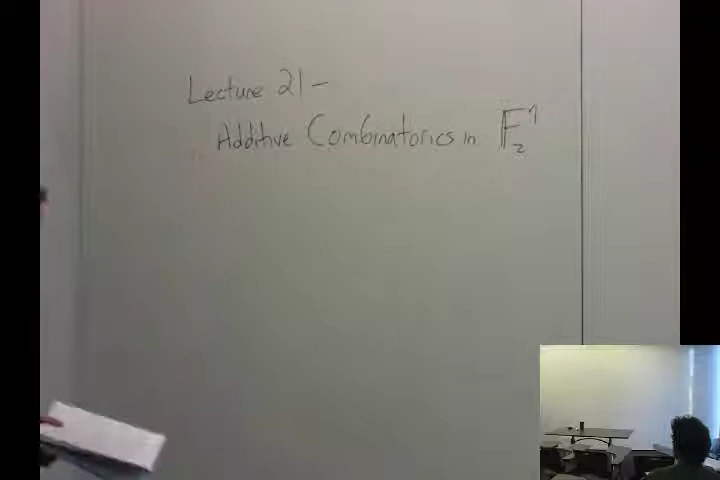 Lecture 21 –
Additive Combinatorics in 𝔽₂ⁿ